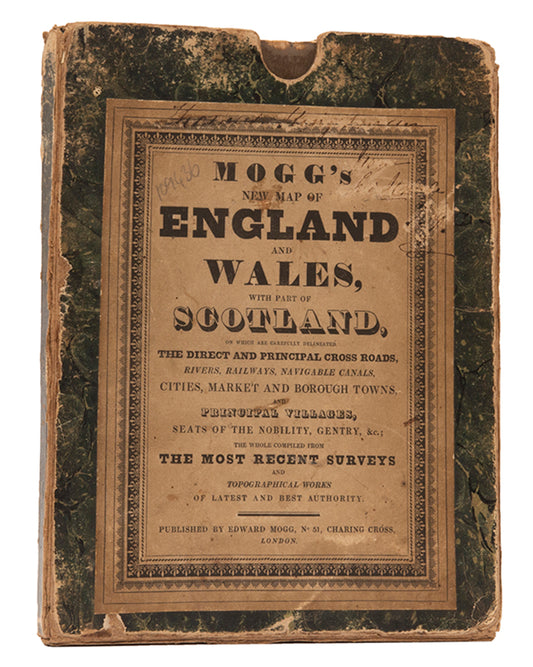 109436
MOGG's
NEW MAP OF
ENGLAND
AND
WALES,
WITH PART OF
SCOTLAND,
ON WHICH ARE CAREFULLY DELINEATED
THE DIRECT AND PRINCIPAL CROSS ROADS,
RIVERS, RAILWAYS, NAVIGABLE CANALS,
CITIES, MARKET AND BOROUGH TOWNS,
AND
PRINCIPAL VILLAGES,
SEATS OF THE NOBILITY, GENTRY, &c.;
THE WHOLE COMPILED FROM
THE MOST RECENT SURVEYS
AND
TOPOGRAPHICAL WORKS
OF LATEST AND BEST AUTHORITY.
PUBLISHED BY EDWARD MOGG, No 51, CHARING CROSS,
LONDON.